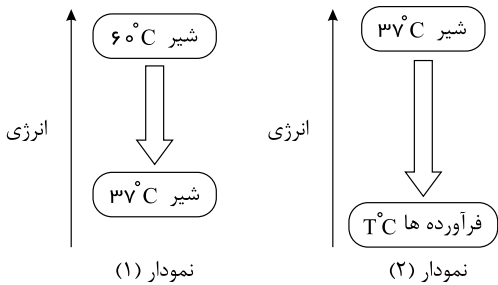 شیر ۶۰°C
انرژی
شیر ۳۷°C
نمودار (۱)
شیر ۳۷°C
انرژی
فرآورده ها T°C
نمودار (۲)